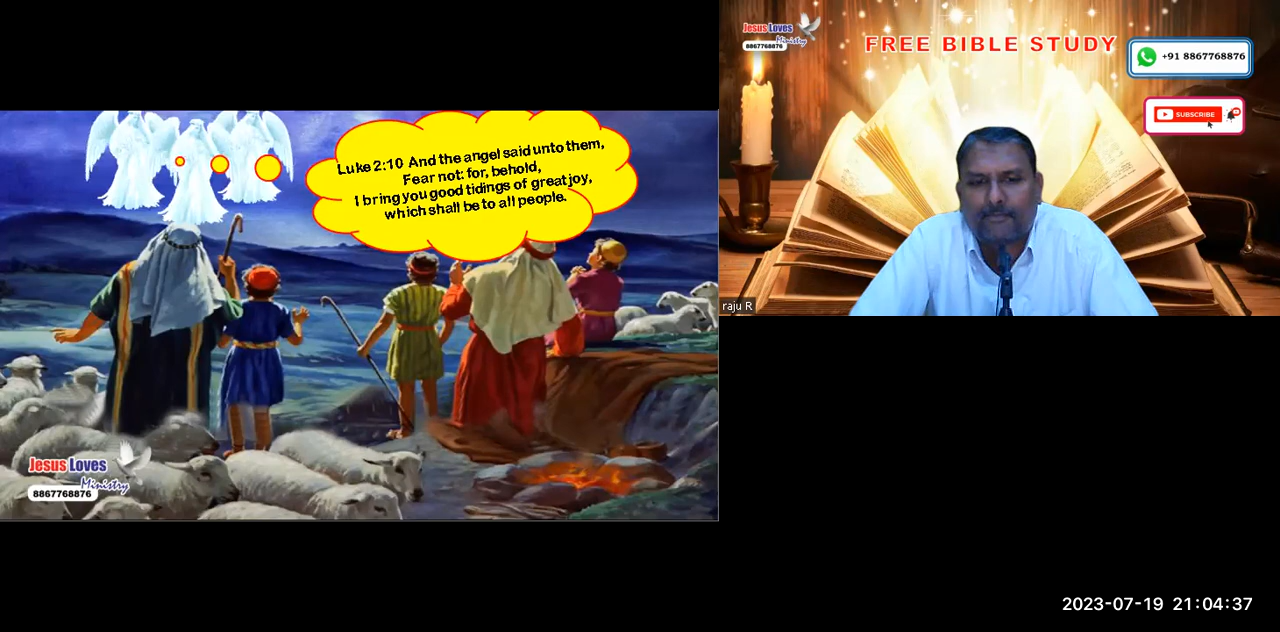 Luke 2:10 And the angel said unto them,
Fear not: for, behold,
I bring you good tidings of great joy,
which shall be to all people.
Jesus Loves
Ministry
8867768876
Jesus Loves
Ministry
8867768876
FREE BIBLE STUDY
+91 8867768876
SUBSCRIBE
raju R
2023-07-19 21:04:37